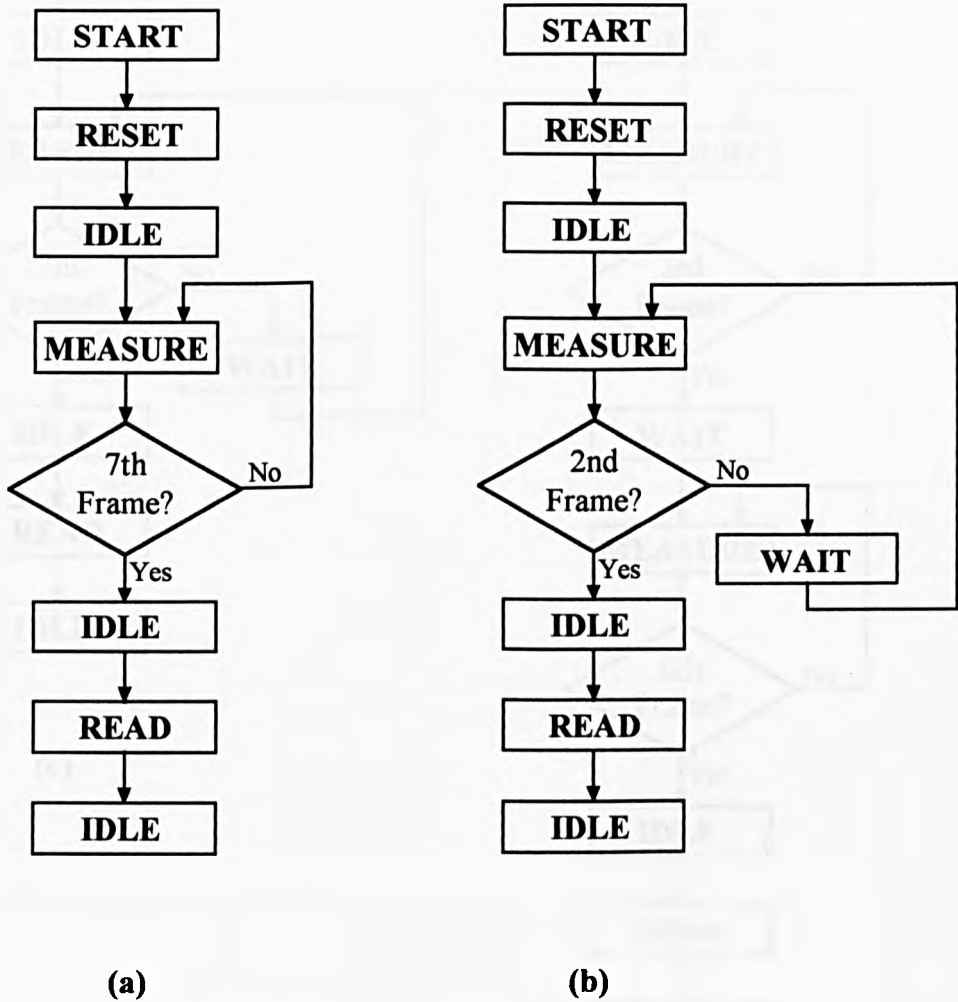 START
RESET
IDLE
MEASURE
7th
Frame?
No
Yes
IDLE
READ
IDLE
(a)
START
RESET
IDLE
MEASURE
2nd
Frame?
No
WAIT
Yes
IDLE
READ
IDLE
(b)